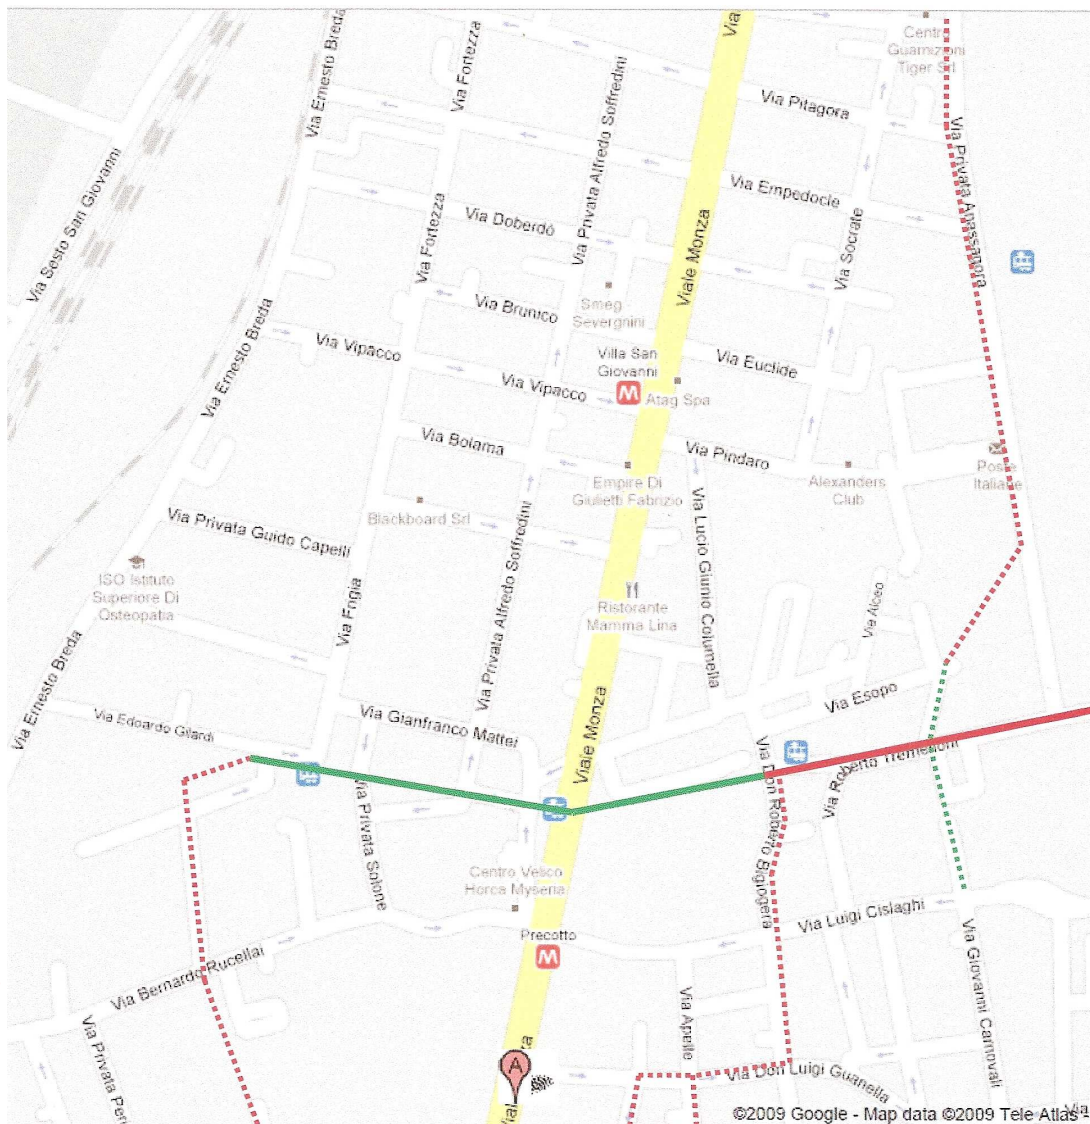 Centro
Guarnizioni
Tiger Srl
Via Ernesto Breda
Via Fortezza
Via Pitagora
Via Privata Alfredo Soffredini
Via Privata Anassagora
Via Sesto San Giovanni
Via Empedocle
Via Doberdò
Via Fortezza
Viale Monza
Via Socrate
Via Brunico
Smeg
Severgnini
Via Ernesto Breda
Via Vipacco
Villa San
Giovanni
Via Euclide
M
Via Vipacco
Atag Spa
Via Boiama
Via Pindaro
Poste
Italiane
Empire Di
Giulietti Fabrizio
Alexanders
Club
Blackboard Srl
Via Privata Guido Capelli
Via Lucio Giunio Columella
Via Privata Alfredo Soffredini
ISO Istituto
Superiore Di
Osteopatia
Ristorante
Mamma Lina
Via Alceo
Via Frigia
Via Ernesto Breda
Via Esopo
Via Edoardo Gilardi
Via Gianfranco Mattei
Viale Monza
Via Roberto Tremelloni
Via Don Roberto Bigiogera
Via Privata Solone
Centro Velico
Horca Myseria
Via Luigi Cislaghi
Precotto
M
Via Bernardo Rucellai
Via Giovanni Carnovali
Via Apelle
Via Privata Peri
A
Via Don Luigi Guanella
©2009 Google - Map data ©2009 Tele Atlas -